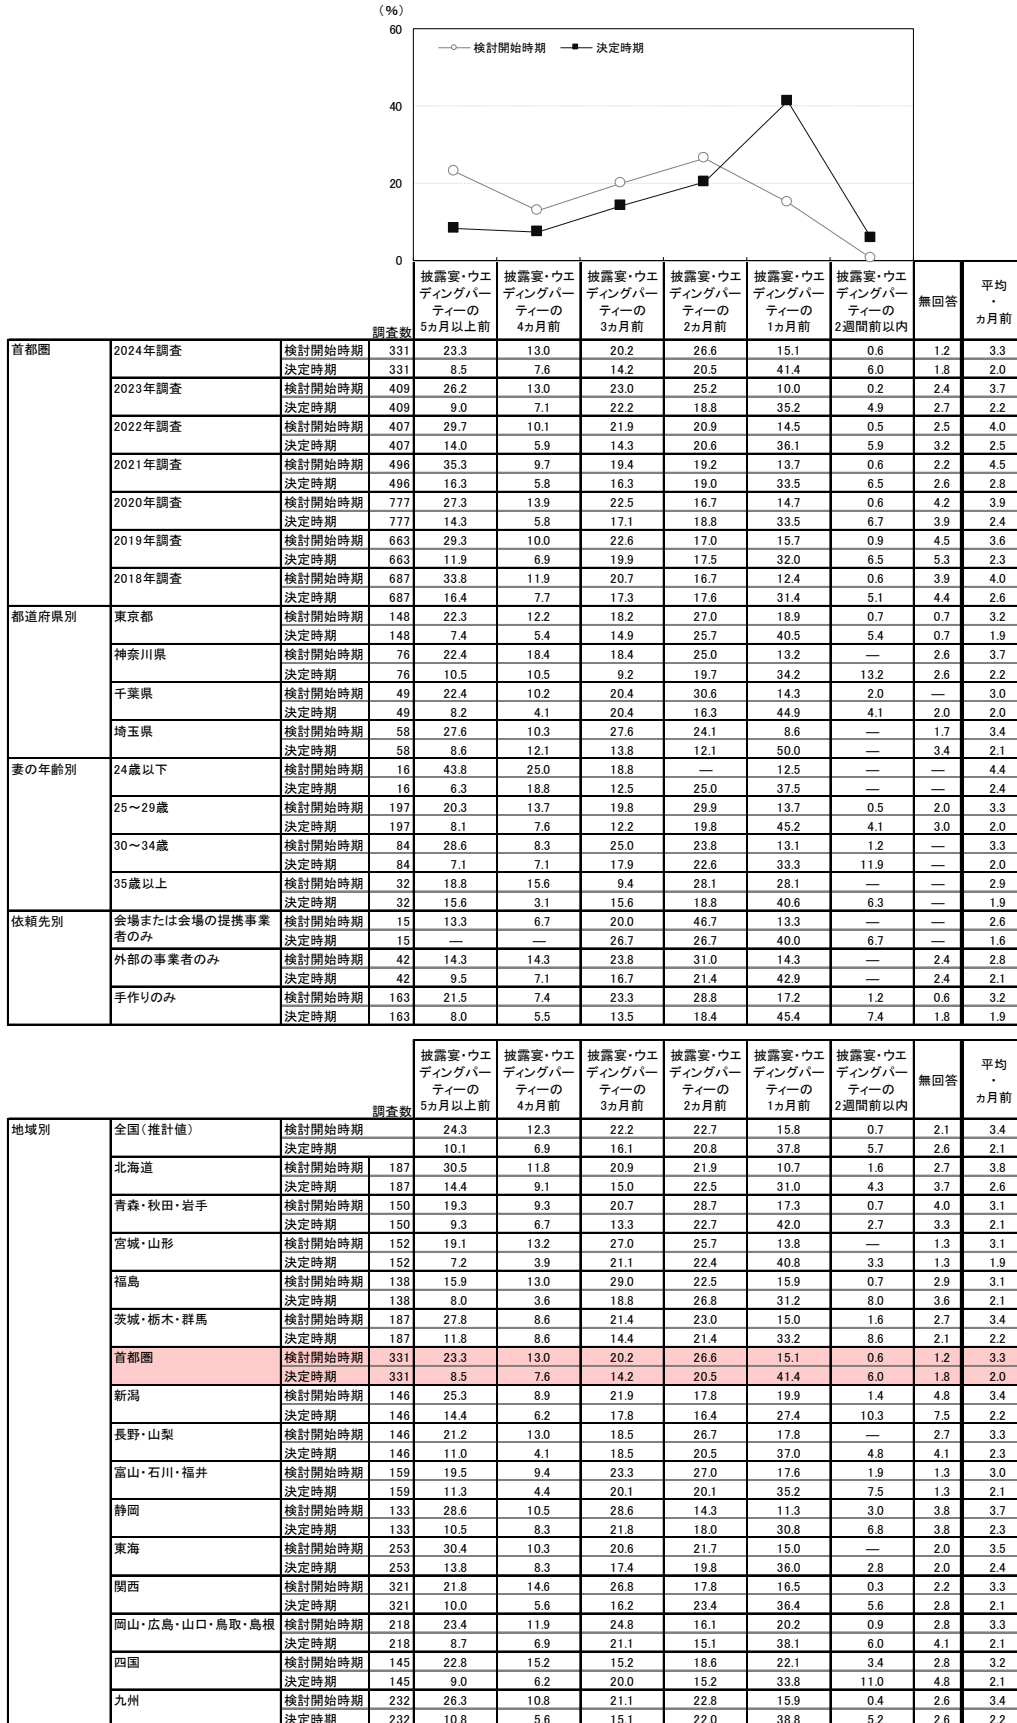 (%)
60
検討開始時期 決定時期
40
20
0
調査数 披露宴・ウエディングパーティーの5ヵ月以上前 披露宴・ウエディングパーティーの4ヵ月前 披露宴・ウエディングパーティーの3ヵ月前 披露宴・ウエディングパーティーの2ヵ月前 披露宴・ウエディングパーティーの1ヵ月前 披露宴・ウエディングパーティーの2週間前以内 無回答 平均・ヵ月前
首都圏 2024年調査 検討開始時期 331 23.3 13.0 20.2 26.6 15.1 0.6 1.2 3.3
決定時期 331 8.5 7.6 14.2 20.5 41.4 6.0 1.8 2.0
2023年調査 検討開始時期 409 26.2 13.0 23.0 25.2 10.0 0.2 2.4 3.7
決定時期 409 9.0 7.1 22.2 18.8 35.2 4.9 2.7 2.2
2022年調査 検討開始時期 407 29.7 10.1 21.9 20.9 14.5 0.5 2.5 4.0
決定時期 407 14.0 5.9 14.3 20.6 36.1 5.9 3.2 2.5
2021年調査 検討開始時期 496 35.3 9.7 19.4 19.2 13.7 0.6 2.2 4.5
決定時期 496 16.3 5.8 16.3 19.0 33.5 6.5 2.6 2.8
2020年調査 検討開始時期 777 27.3 13.9 22.5 16.7 14.7 0.6 4.2 3.9
決定時期 777 14.3 5.8 17.1 18.8 33.5 6.7 3.9 2.4
2019年調査 検討開始時期 663 29.3 10.0 22.6 17.0 15.7 0.9 4.5 3.6
決定時期 663 11.9 6.9 19.9 17.5 32.0 6.5 5.3 2.3
2018年調査 検討開始時期 687 33.8 11.9 20.7 16.7 12.4 0.6 3.9 4.0
決定時期 687 16.4 7.7 17.3 17.6 31.4 5.1 4.4 2.6
都道府県別 東京都 検討開始時期 148 22.3 12.2 18.2 27.0 18.9 0.7 0.7 3.2
決定時期 148 7.4 5.4 14.9 25.7 40.5 5.4 0.7 1.9
神奈川県 検討開始時期 76 22.4 18.4 18.4 25.0 13.2 — 2.6 3.7
決定時期 76 10.5 10.5 9.2 19.7 34.2 13.2 2.6 2.2
千葉県 検討開始時期 49 22.4 10.2 20.4 30.6 14.3 2.0 — 3.0
決定時期 49 8.2 4.1 20.4 16.3 44.9 4.1 2.0 2.0
埼玉県 検討開始時期 58 27.6 10.3 27.6 24.1 8.6 — 1.7 3.4
決定時期 58 8.6 12.1 13.8 12.1 50.0 — 3.4 2.1
妻の年齢別 24歳以下 検討開始時期 16 43.8 25.0 18.8 — 12.5 — — 4.4
決定時期 16 6.3 18.8 12.5 25.0 37.5 — — 2.4
25～29歳 検討開始時期 197 20.3 13.7 19.8 29.9 13.7 0.5 2.0 3.3
決定時期 197 8.1 7.6 12.2 19.8 45.2 4.1 3.0 2.0
30～34歳 検討開始時期 84 28.6 8.3 25.0 23.8 13.1 1.2 — 3.3
決定時期 84 7.1 7.1 17.9 22.6 33.3 11.9 — 2.0
35歳以上 検討開始時期 32 18.8 15.6 9.4 28.1 28.1 — — 2.9
決定時期 32 15.6 3.1 15.6 18.8 40.6 6.3 — 1.9
依頼先別 会場または会場の提携事業者のみ 検討開始時期 15 13.3 6.7 20.0 46.7 13.3 — — 2.6
決定時期 15 — — 26.7 26.7 40.0 6.7 — 1.6
外部の事業者のみ 検討開始時期 42 14.3 14.3 23.8 31.0 14.3 — 2.4 2.8
決定時期 42 9.5 7.1 16.7 21.4 42.9 — 2.4 2.1
手作りのみ 検討開始時期 163 21.5 7.4 23.3 28.8 17.2 1.2 0.6 3.2
決定時期 163 8.0 5.5 13.5 18.4 45.4 7.4 1.8 1.9
調査数 披露宴・ウエディングパーティーの5ヵ月以上前 披露宴・ウエディングパーティーの4ヵ月前 披露宴・ウエディングパーティーの3ヵ月前 披露宴・ウエディングパーティーの2ヵ月前 披露宴・ウエディングパーティーの1ヵ月前 披露宴・ウエディングパーティーの2週間前以内 無回答 平均・ヵ月前
地域別 全国(推計値) 検討開始時期 24.3 12.3 22.2 22.7 15.8 0.7 2.1 3.4
決定時期 10.1 6.9 16.1 20.8 37.8 5.7 2.6 2.1
北海道 検討開始時期 187 30.5 11.8 20.9 21.9 10.7 1.6 2.7 3.8
決定時期 187 14.4 9.1 15.0 22.5 31.0 4.3 3.7 2.6
青森・秋田・岩手 検討開始時期 150 19.3 9.3 20.7 28.7 17.3 0.7 4.0 3.1
決定時期 150 9.3 6.7 13.3 22.7 42.0 2.7 3.3 2.1
宮城・山形 検討開始時期 152 19.1 13.2 27.0 25.7 13.8 — 1.3 3.1
決定時期 152 7.2 3.9 21.1 22.4 40.8 3.3 1.3 1.9
福島 検討開始時期 138 15.9 13.0 29.0 22.5 15.9 0.7 2.9 3.1
決定時期 138 8.0 3.6 18.8 26.8 31.2 8.0 3.6 2.1
茨城・栃木・群馬 検討開始時期 187 27.8 8.6 21.4 23.0 15.0 1.6 2.7 3.4
決定時期 187 11.8 8.6 14.4 21.4 33.2 8.6 2.1 2.2
首都圏 検討開始時期 331 23.3 13.0 20.2 26.6 15.1 0.6 1.2 3.3
決定時期 331 8.5 7.6 14.2 20.5 41.4 6.0 1.8 2.0
新潟 検討開始時期 146 25.3 8.9 21.9 17.8 19.9 1.4 4.8 3.4
決定時期 146 14.4 6.2 17.8 16.4 27.4 10.3 7.5 2.2
長野・山梨 検討開始時期 146 21.2 13.0 18.5 26.7 17.8 — 2.7 3.3
決定時期 146 11.0 4.1 18.5 20.5 37.0 4.8 4.1 2.3
富山・石川・福井 検討開始時期 159 19.5 9.4 23.3 27.0 17.6 1.9 1.3 3.0
決定時期 159 11.3 4.4 20.1 20.1 35.2 7.5 1.3 2.1
静岡 検討開始時期 133 28.6 10.5 28.6 14.3 11.3 3.0 3.8 3.7
決定時期 133 10.5 8.3 21.8 18.0 30.8 6.8 3.8 2.3
東海 検討開始時期 253 30.4 10.3 20.6 21.7 15.0 — 2.0 3.5
決定時期 253 13.8 8.3 17.4 19.8 36.0 2.8 2.0 2.4
関西 検討開始時期 321 21.8 14.6 26.8 17.8 16.5 0.3 2.2 3.3
決定時期 321 10.0 5.6 16.2 23.4 36.4 5.6 2.8 2.1
岡山・広島・山口・鳥取・島根 検討開始時期 218 23.4 11.9 24.8 16.1 20.2 0.9 2.8 3.3
決定時期 218 8.7 6.9 21.1 15.1 38.1 6.0 4.1 2.1
四国 検討開始時期 145 22.8 15.2 15.2 18.6 22.1 3.4 2.8 3.2
決定時期 145 9.0 6.2 20.0 15.2 33.8 11.0 4.8 2.1
九州 検討開始時期 232 26.3 10.8 21.1 22.8 15.9 0.4 2.6 3.4
決定時期 232 10.8 5.6 15.1 22.0 38.8 5.2 2.6 2.2